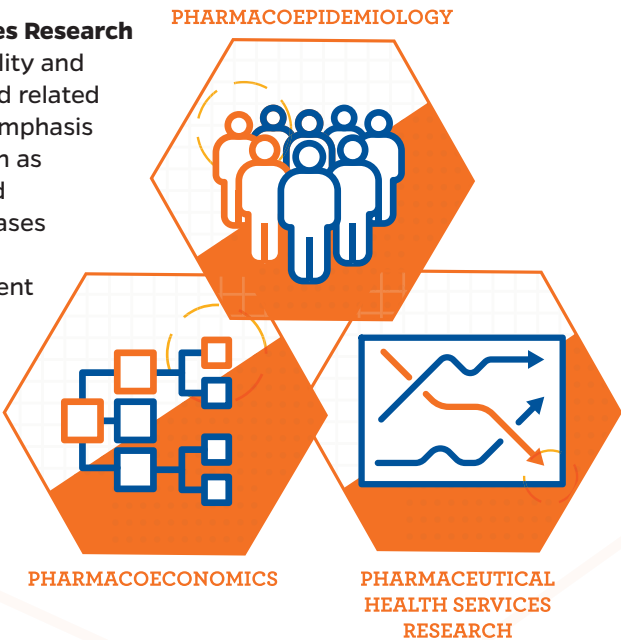 PHARMACOEPIDEMIOLOGY
es Research
lity and
d related
mphasis
n as
d
ases
ent
PHARMACOECONOMICS
PHARMACEUTICAL
HEALTH SERVICES
RESEARCH